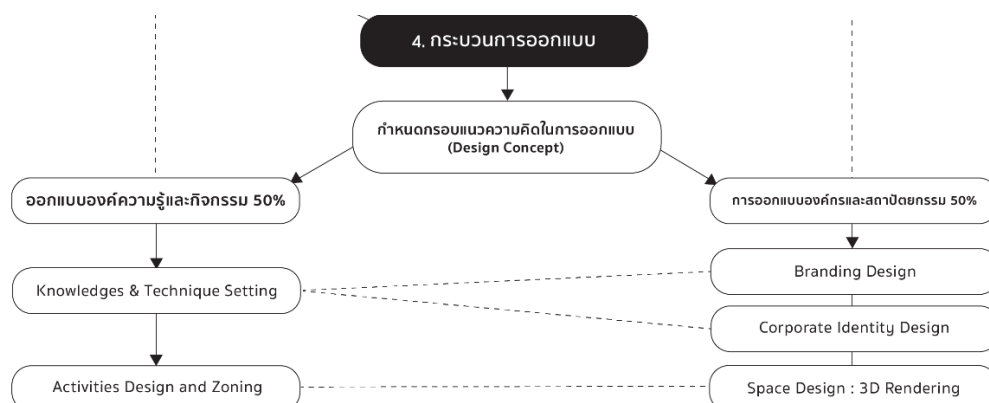 4. กระบวนการออกแบบ
กำหนดกรอบแนวความคิดในการออกแบบ
(Design Concept)
ออกแบบองค์ความรู้และกิจกรรม 50%
การออกแบบองค์กรและสถาปัตยกรรม 50%
Knowledges & Technique Setting
Branding Design
Corporate Identity Design
Activities Design and Zoning
Space Design : 3D Rendering